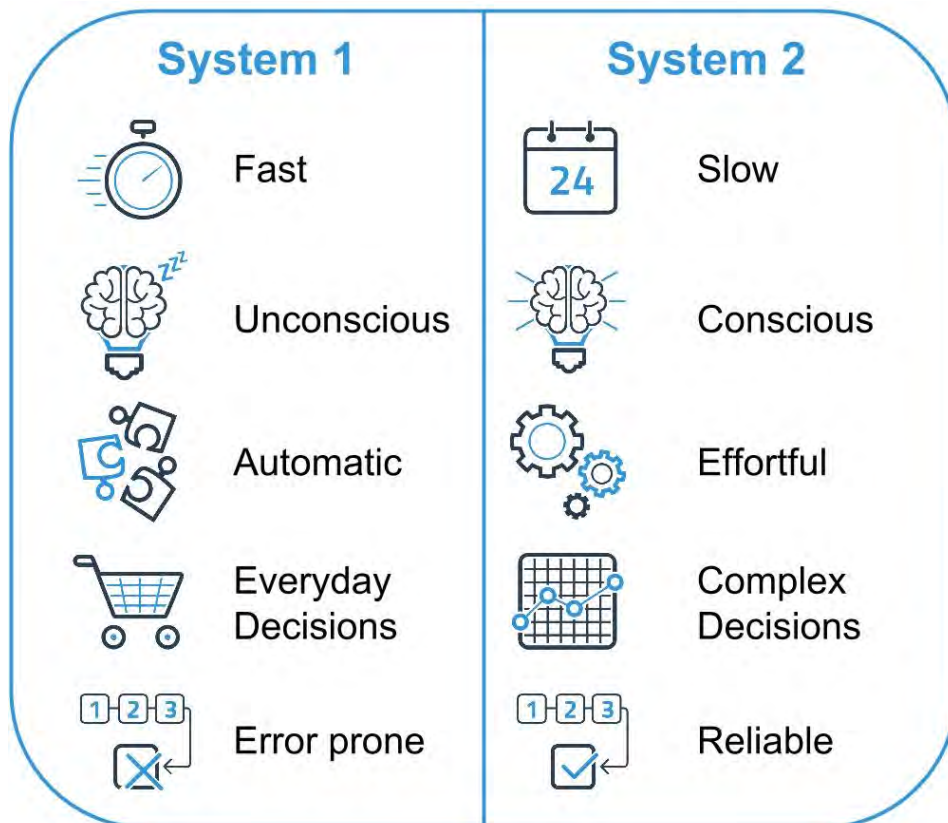 System 1
Fast
zzz
Unconscious
Automatic
Everyday
Decisions
1 2 3
Error prone
System 2
24
Slow
Conscious
Effortful
Complex
Decisions
1 2 3
Reliable